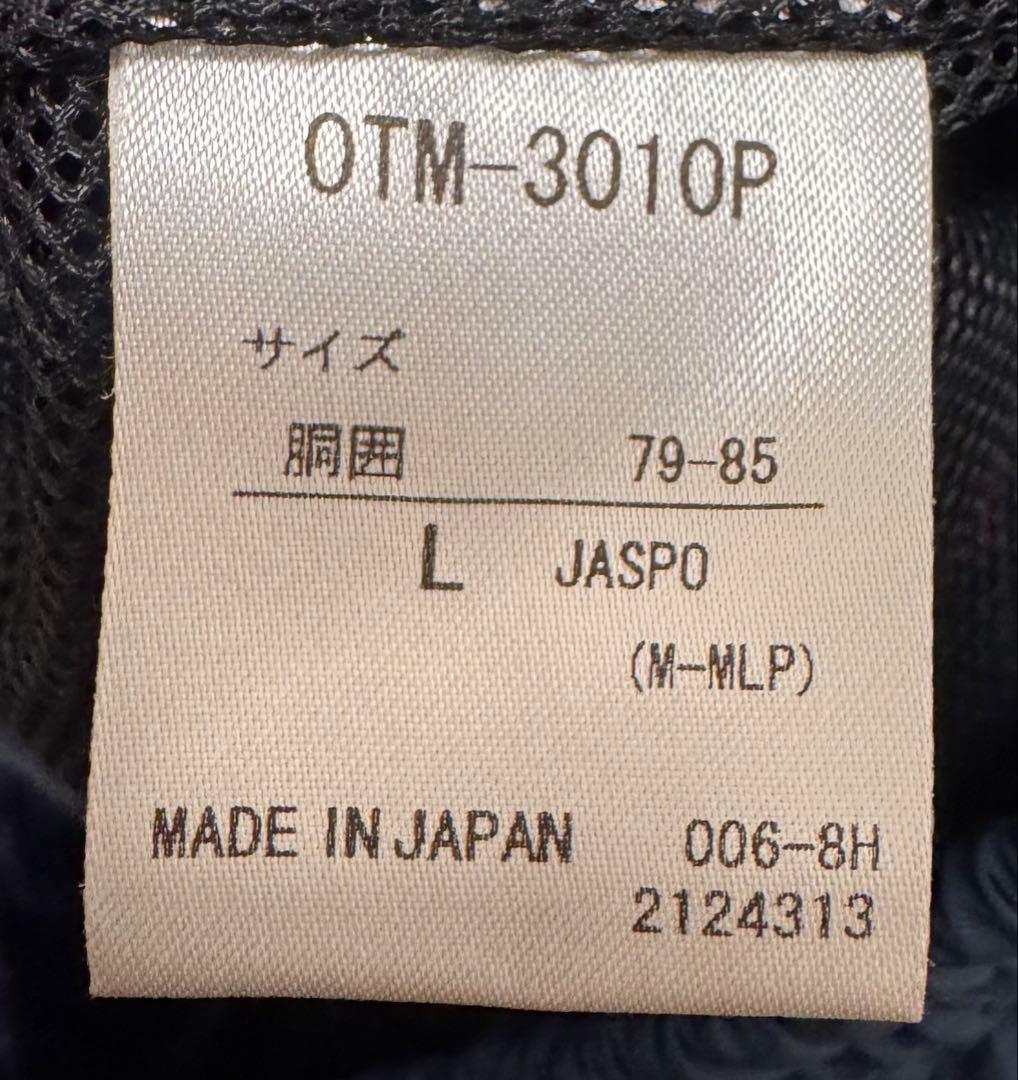 OTM-3010P
サイズ
胴囲 79-85
L JASPO
(M-MLP)
MADE IN JAPAN 006-8H
2124313